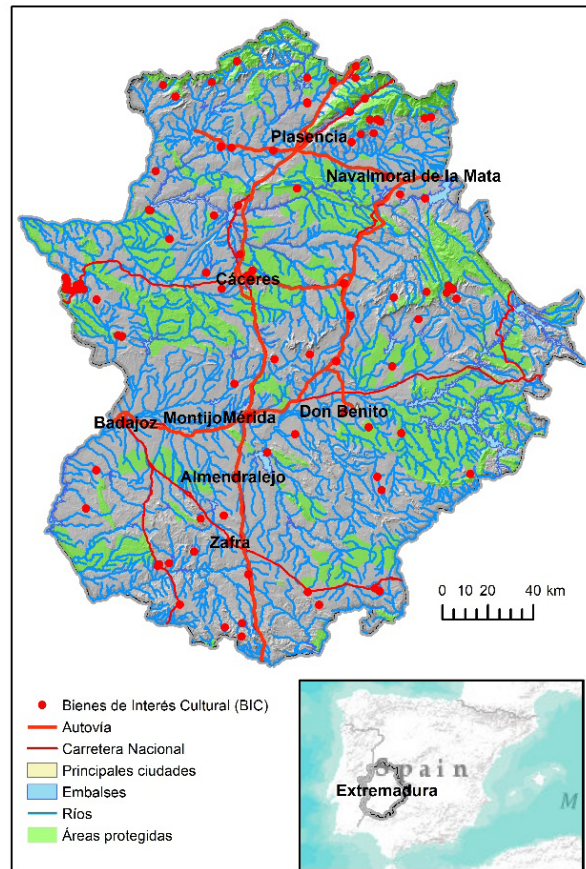 Plasencia
Navalmoral de la Mata
Cáceres
Badajoz
Montijo
Mérida
Don Benito
Almendralejo
Zafra
0 10 20 40 km
Bienes de Interés Cultural (BIC)
Autovía
Carretera Nacional
Principales ciudades
Embalses
Ríos
Áreas protegidas
Spain
Extremadura
M